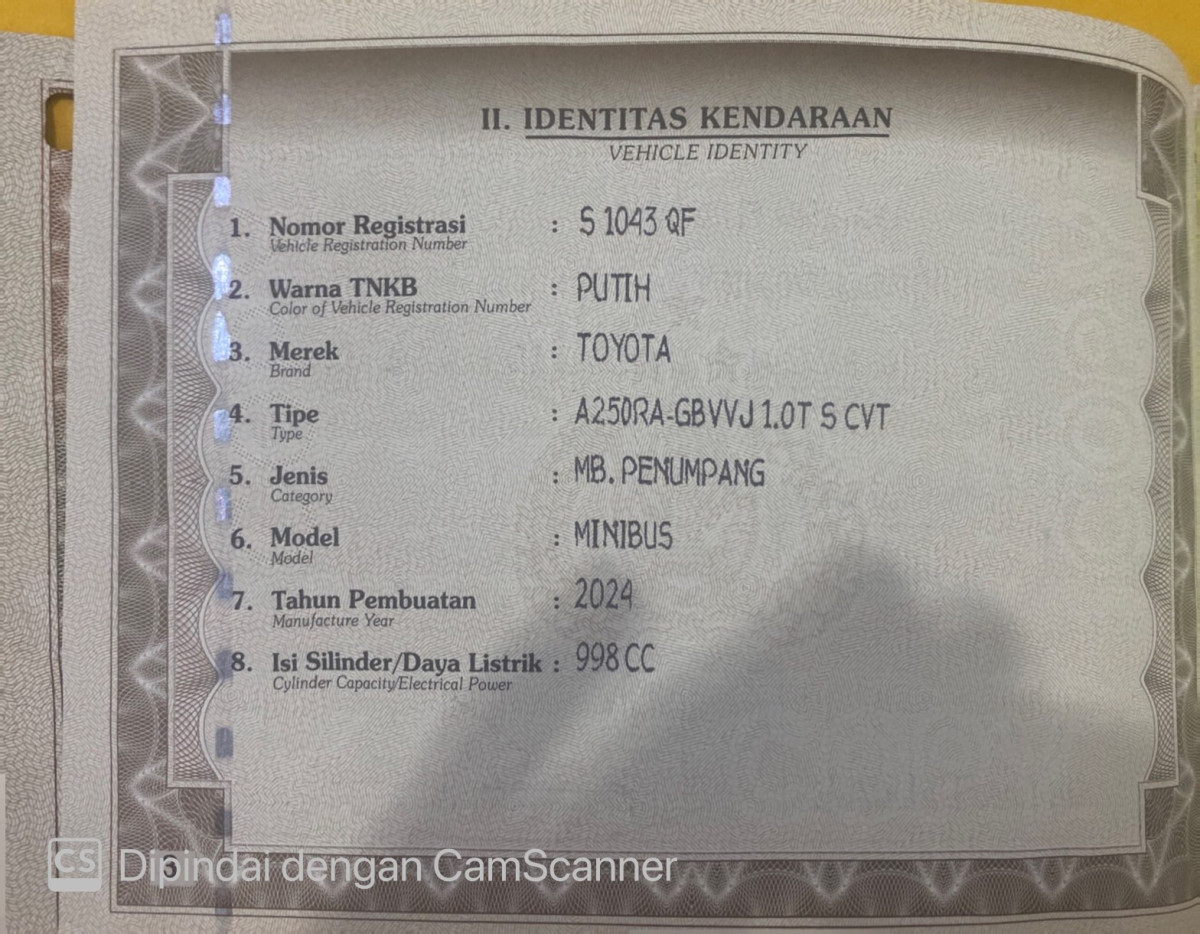 II. IDENTITAS KENDARAAN
VEHICLE IDENTITY
1. Nomor Registrasi : S 1043 QF
Vehicle Registration Number
2. Warna TNKB : PUTIH
Color of Vehicle Registration Number
3. Merek : TOYOTA
Brand
4. Tipe : A250RA-GBVVJ 1.0T S CVT
Type
5. Jenis : MB. PENUMPANG
Category
6. Model : MINIBUS
Model
7. Tahun Pembuatan : 2024
Manufacture Year
8. Isi Silinder/Daya Listrik : 998 CC
Cylinder Capacity/Electrical Power
CS Dipindai dengan CamScanner